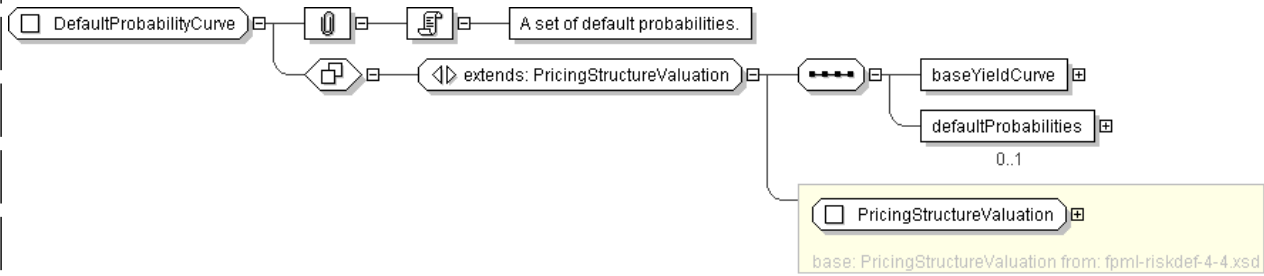 DefaultProbabilityCurve
A set of default probabilities.
extends: PricingStructureValuation
baseYieldCurve
defaultProbabilities
0..1
PricingStructureValuation
base: PricingStructureValuation from: fpml-riskdef-4-4.xsd